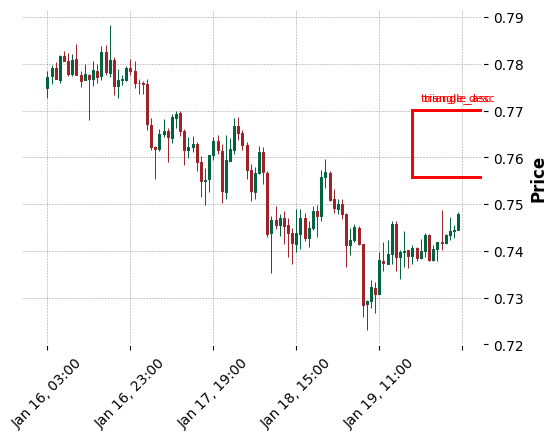 0.79
0.78
0.77
0.76
0.75
0.74
0.73
0.72
Price
Jan 16, 03:00
Jan 16, 23:00
Jan 17, 19:00
Jan 18, 15:00
Jan 19, 11:00